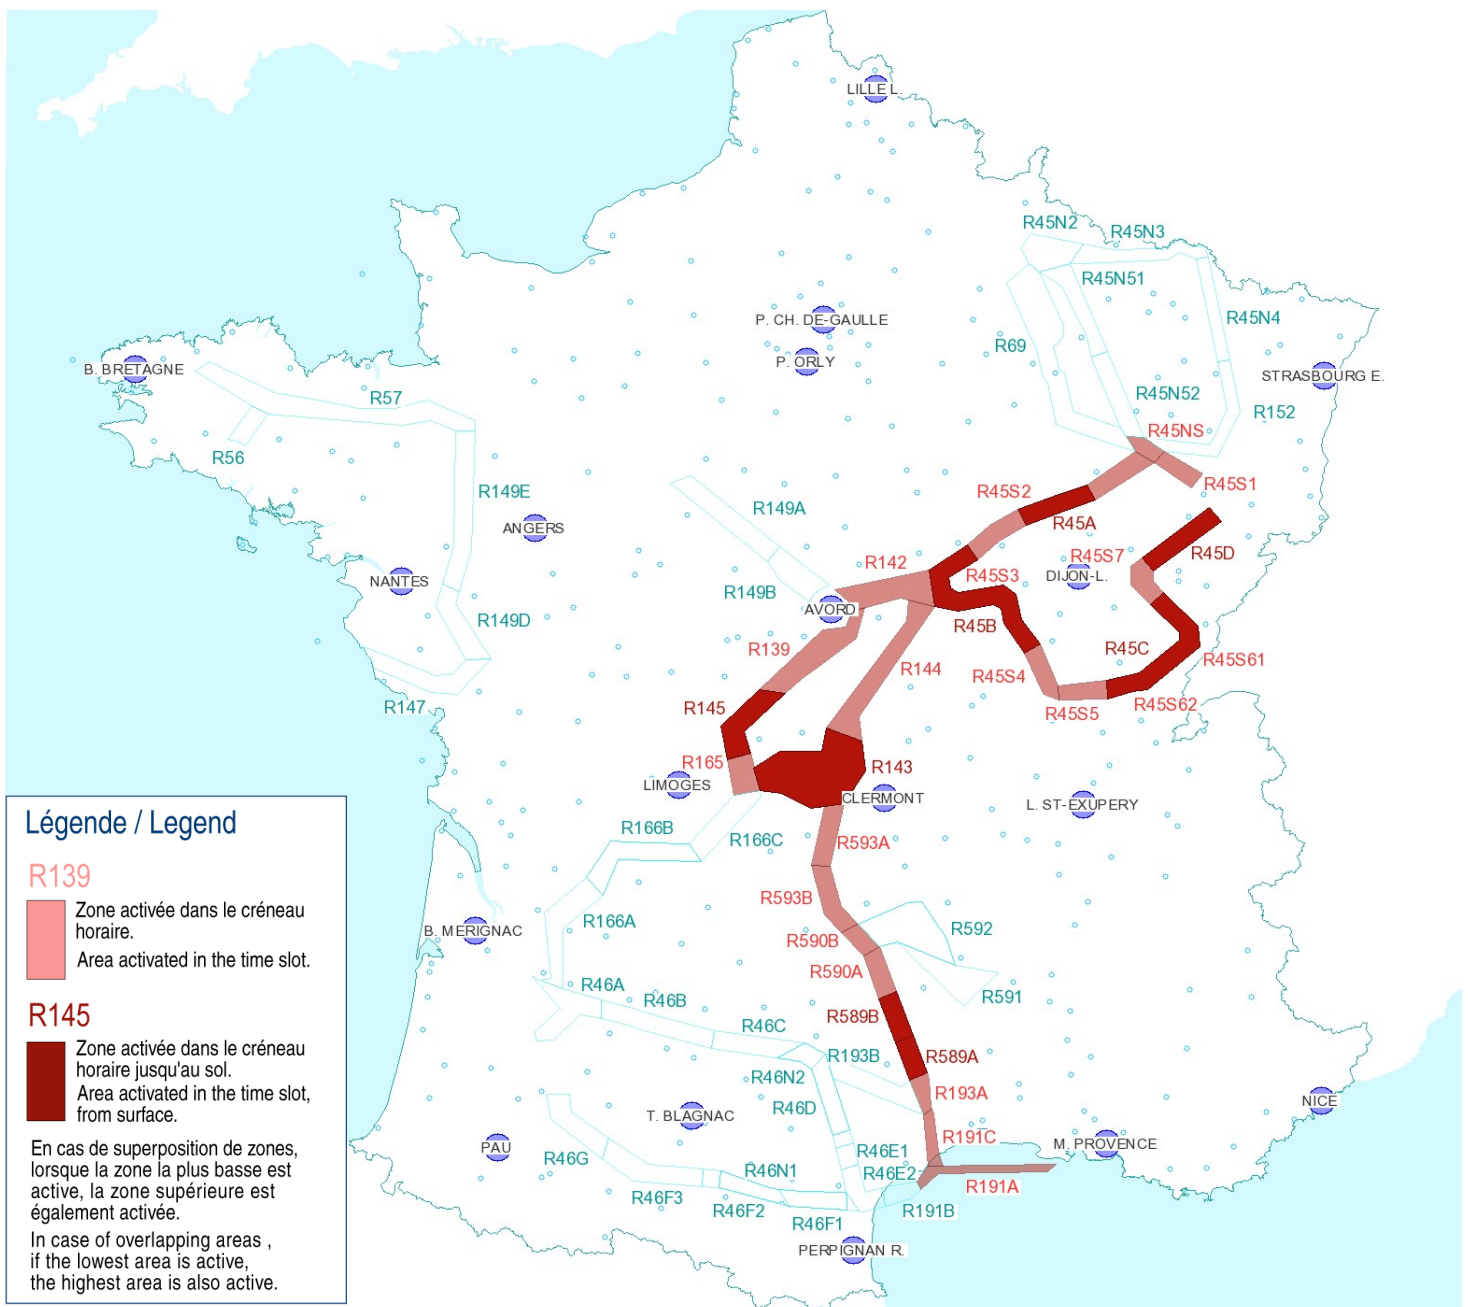 LILLE L.
R45N2
R45N3
R45N51
P. CH. DE-GAULLE
R45N4
R69
P. ORLY
B. BRETAGNE
STRASBOURG E.
R57
R45N52
R152
R45NS
R56
R45S1
R149E
R45S2
R149A
R45A
ANGERS
R45S7
R45D
R142
R45S3
DIJON-L.
NANTES
R149B
AVORD
R149D
R45B
R139
R45C
R45S61
R144
R45S4
R147
R145
R45S5
R45S62
R165
R143
LIMOGES
CLERMONT
L. ST-EXUPERY
R166B
R166C
R593A
R593B
R166A
R592
B. MERIGNAC
R590B
R590A
R46A
R46B
R591
R589B
R46C
R193B
R589A
R46N2
R193A
R46D
NICE
T. BLAGNAC
R191C
M. PROVENCE
PAU
R46G
R46E1
R46N1
R46E2
R191A
R46F3
R46F2
R46F1
R191B
PERPIGNAN R.
Légende / Legend
R139
Zone activée dans le créneau
horaire.
Area activated in the time slot.
R145
Zone activée dans le créneau
horaire jusqu'au sol.
Area activated in the time slot,
from surface.
En cas de superposition de zones,
lorsque la zone la plus basse est
active, la zone supérieure est
également activée.
In case of overlapping areas ,
if the lowest area is active,
the highest area is also active.